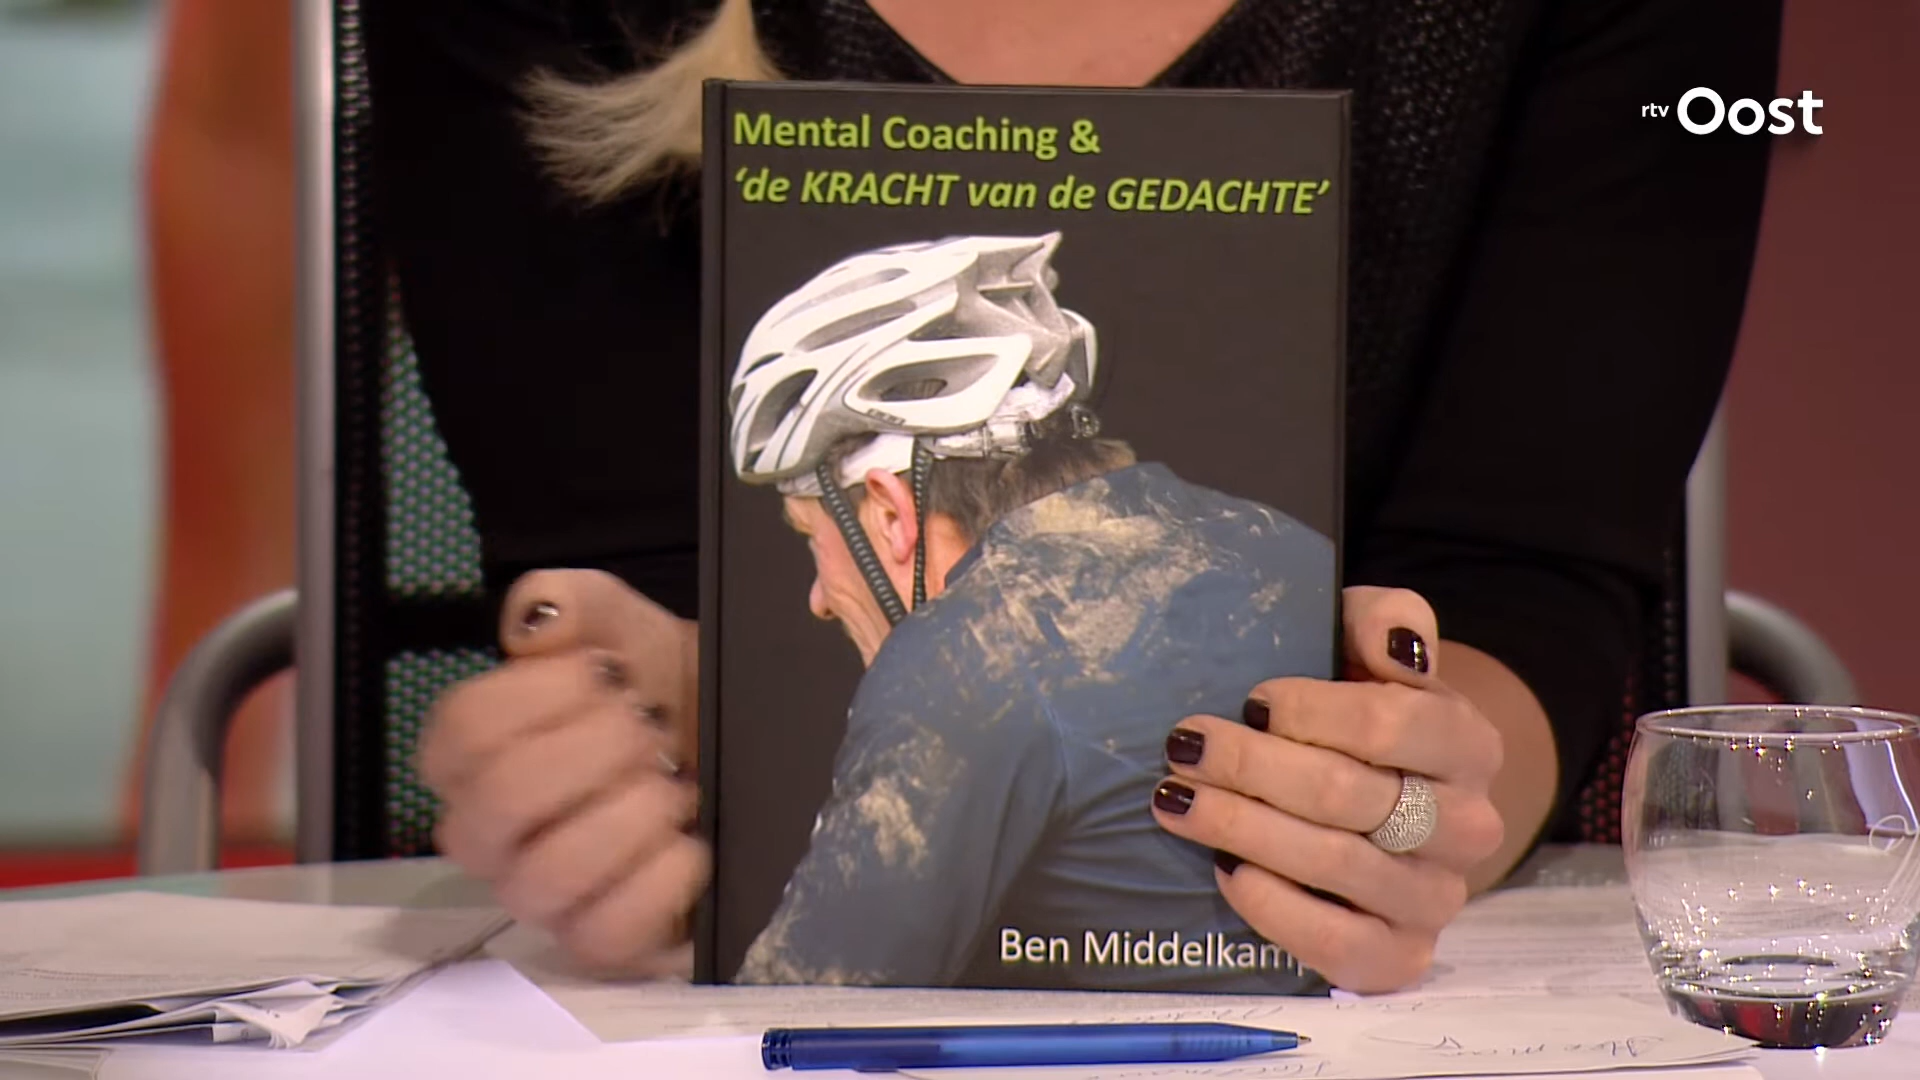 rtv Oost
Mental Coaching &
‘de KRACHT van de GEDACHTE’
Ben Middelkamp